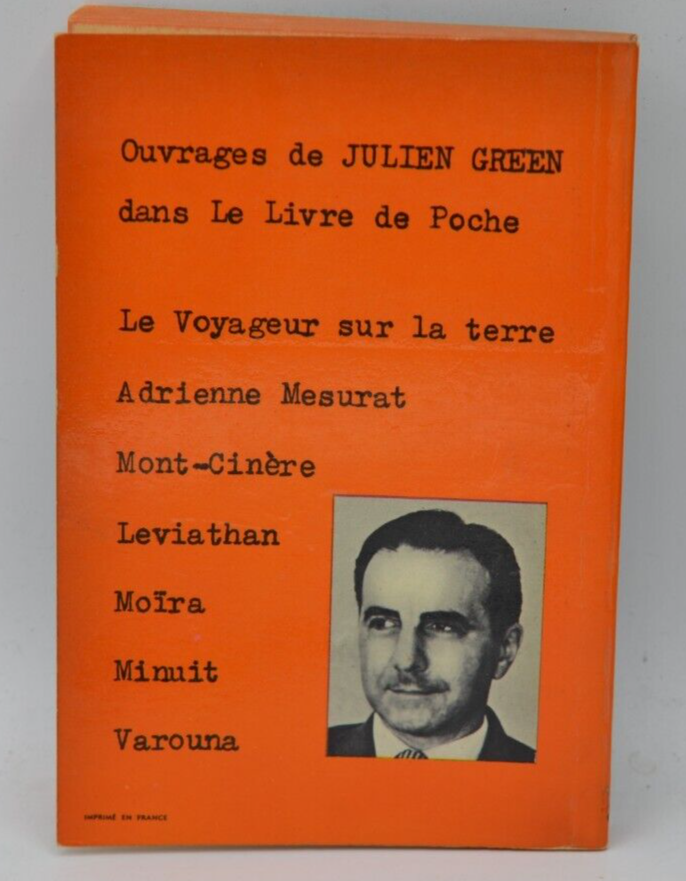 Ouvrages de JULIEN GREEN
dans Le Livre de Poche
Le Voyageur sur la terre
Adrienne Mesurat
Mont-Cinère
Leviathan
Moïra
Minuit
Varouna
IMPRIMÉ EN FRANCE